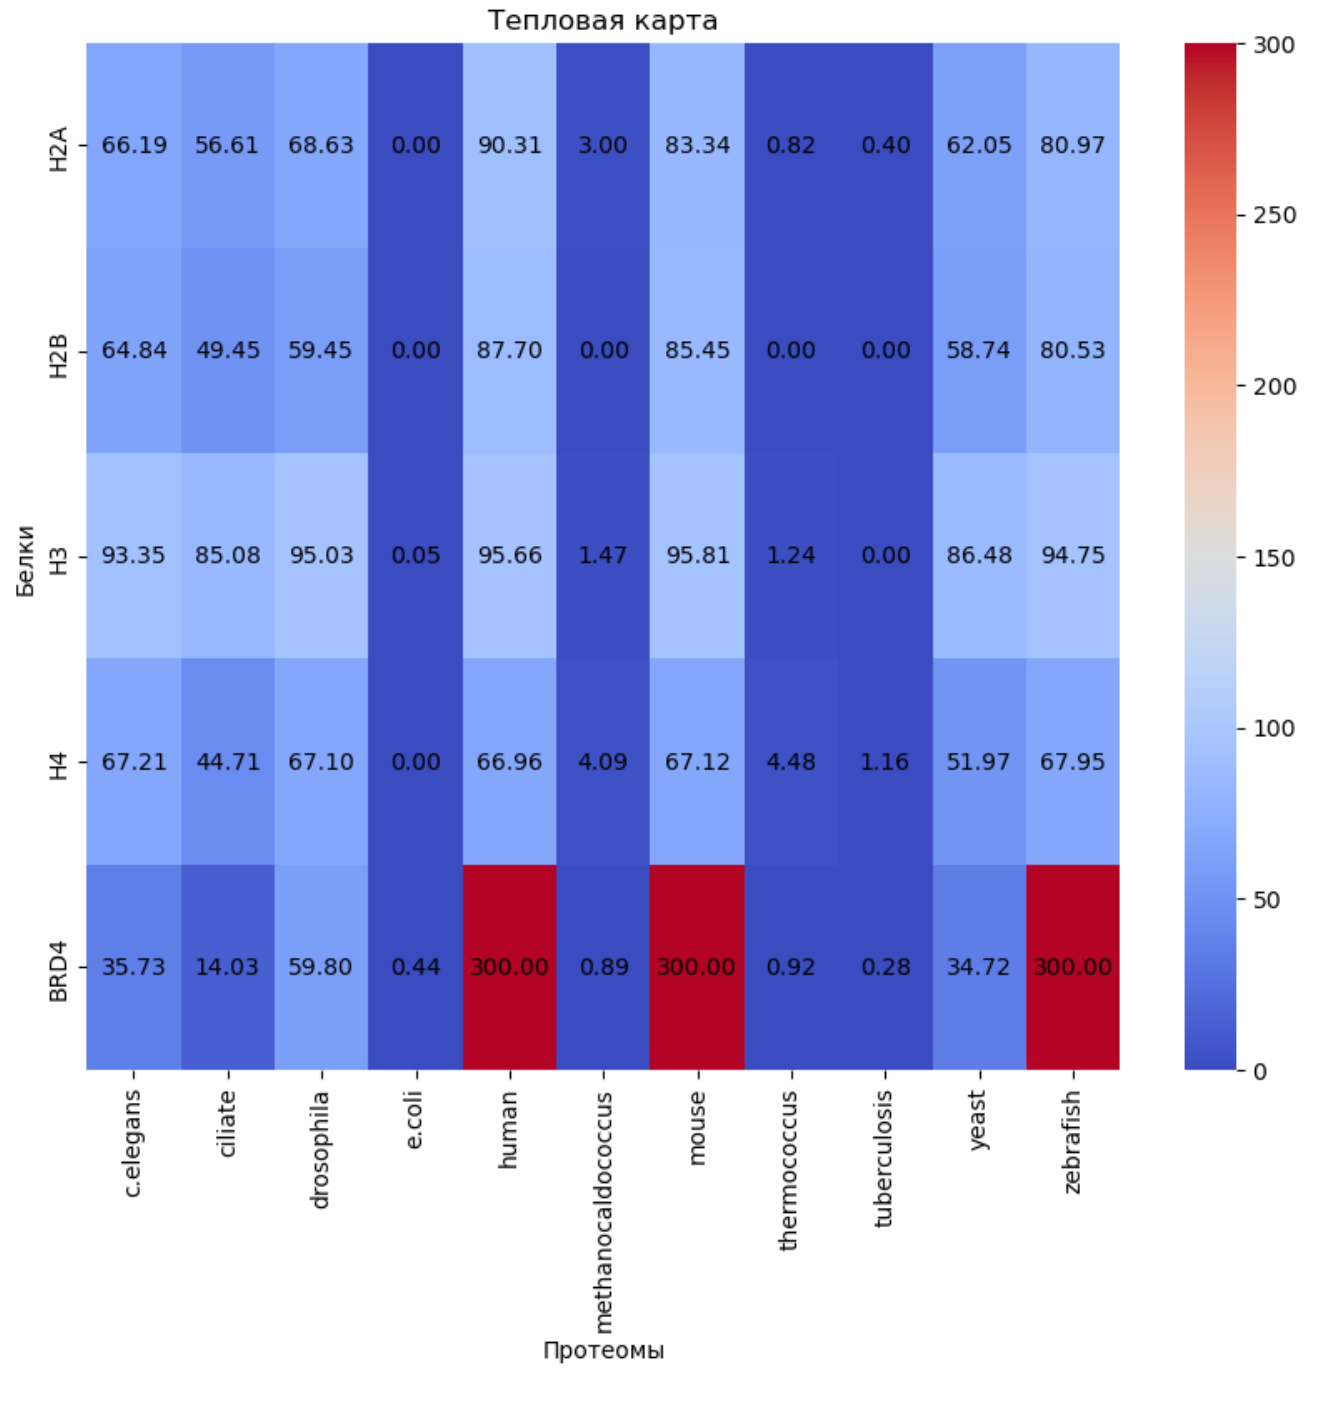 Тепловая карта
Белки
H2A 66.19 56.61 68.63 0.00 90.31 3.00 83.34 0.82 0.40 62.05 80.97
H2B 64.84 49.45 59.45 0.00 87.70 0.00 85.45 0.00 0.00 58.74 80.53
H3 93.35 85.08 95.03 0.05 95.66 1.47 95.81 1.24 0.00 86.48 94.75
H4 67.21 44.71 67.10 0.00 66.96 4.09 67.12 4.48 1.16 51.97 67.95
BRD4 35.73 14.03 59.80 0.44 300.00 0.89 300.00 0.92 0.28 34.72 300.00
c.elegans
ciliate
drosophila
e.coli
human
methanocaldococcus
mouse
thermococcus
tuberculosis
yeast
zebrafish
Протеомы
300
250
200
150
100
50
0